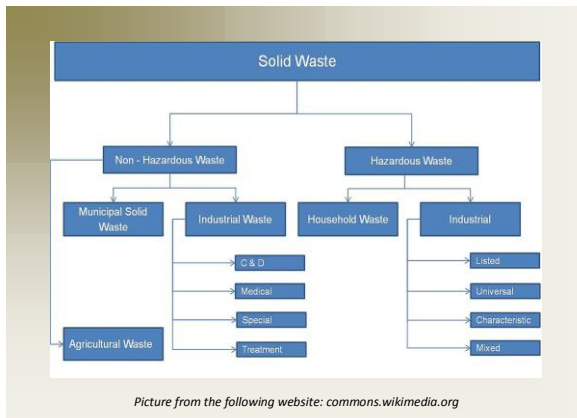 Solid Waste
Non - Hazardous Waste
Hazardous Waste
Municipal Solid
Waste
Industrial Waste
Household Waste
Industrial
C & D
Medical
Special
Treatment
Listed
Universal
Characteristic
Mixed
Agricultural Waste
Picture from the following website: commons.wikimedia.org